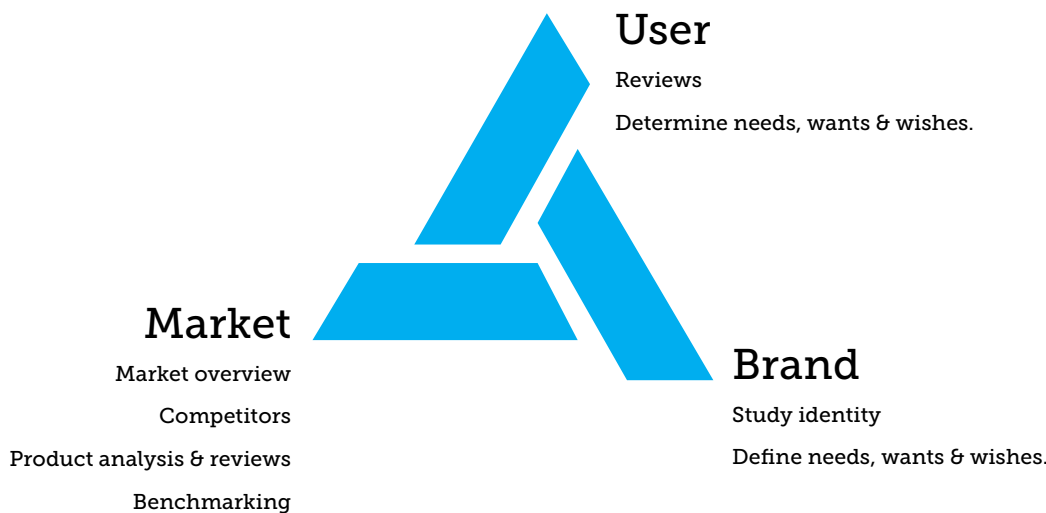 User
Reviews
Determine needs, wants & wishes.
Market
Market overview
Competitors
Product analysis & reviews
Benchmarking
Brand
Study identity
Define needs, wants & wishes.